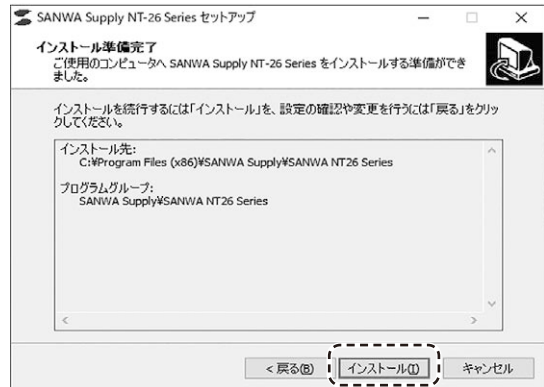 SANWA Supply NT-26 Series セットアップ
インストール準備完了
ご使用のコンピュータへ SANWA Supply NT-26 Series をインストールする準備ができ
ました。
インストールを続行するには「インストール」を、設定の確認や変更を行うには「戻る」をクリッ
クしてください。
インストール先:
C:¥Program Files (x86)¥SANWA Supply¥SANWA NT26 Series
プログラムグループ:
SANWA Supply¥SANWA NT26 Series
< 戻る(B)
インストール(I)
キャンセル